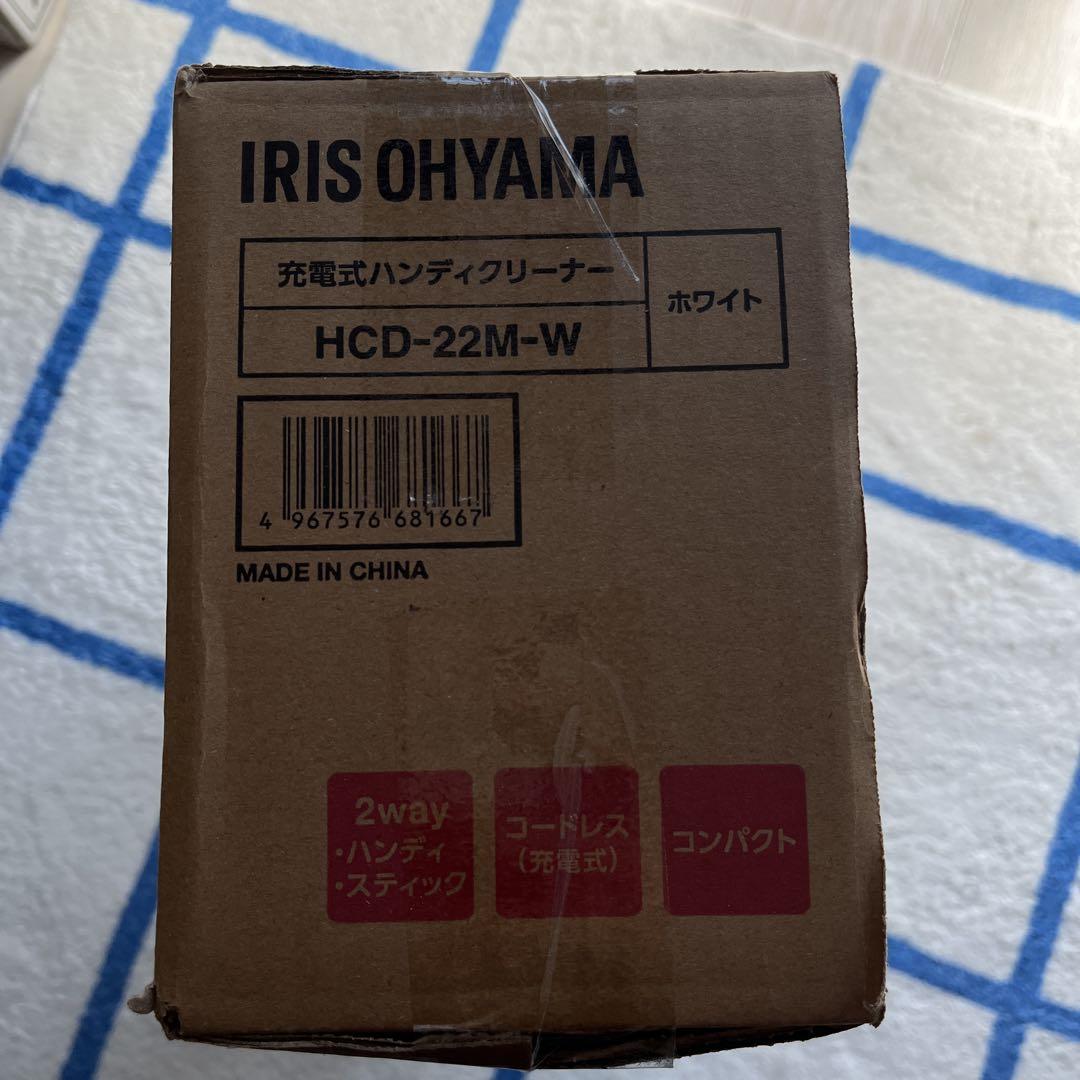 IRIS OHYAMA
充電式ハンディクリーナー
HCD-22M-W
ホワイト
4 967576 681667
MADE IN CHINA
2way
・ハンディ
・スティック
コードレス
(充電式)
コンパクト